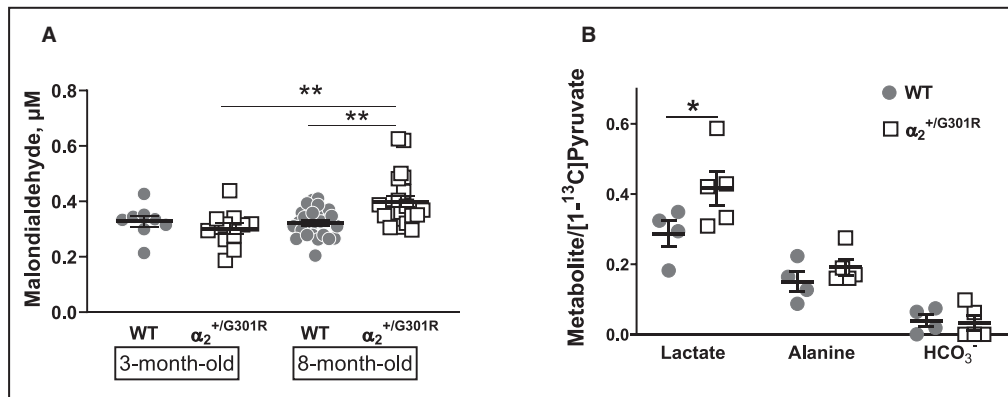 A
Malondialdehyde, µM
0.8
0.6
0.4
0.2
0.0
**
**
WT α₂⁺/ᴳ³⁰¹ᴿ WT α₂⁺/ᴳ³⁰¹ᴿ
3-month-old 8-month-old
B
Metabolite/[1-¹³C]Pyruvate
0.6
0.4
0.2
0.0
*
WT
α₂⁺/ᴳ³⁰¹ᴿ
Lactate Alanine HCO₃⁻